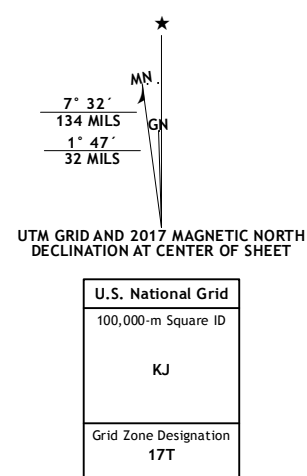 ★
MN
7° 32´
134 MILS
GN
1° 47´
32 MILS
UTM GRID AND 2017 MAGNETIC NORTH
DECLINATION AT CENTER OF SHEET
U.S. National Grid
100,000-m Square ID
KJ
Grid Zone Designation
17T